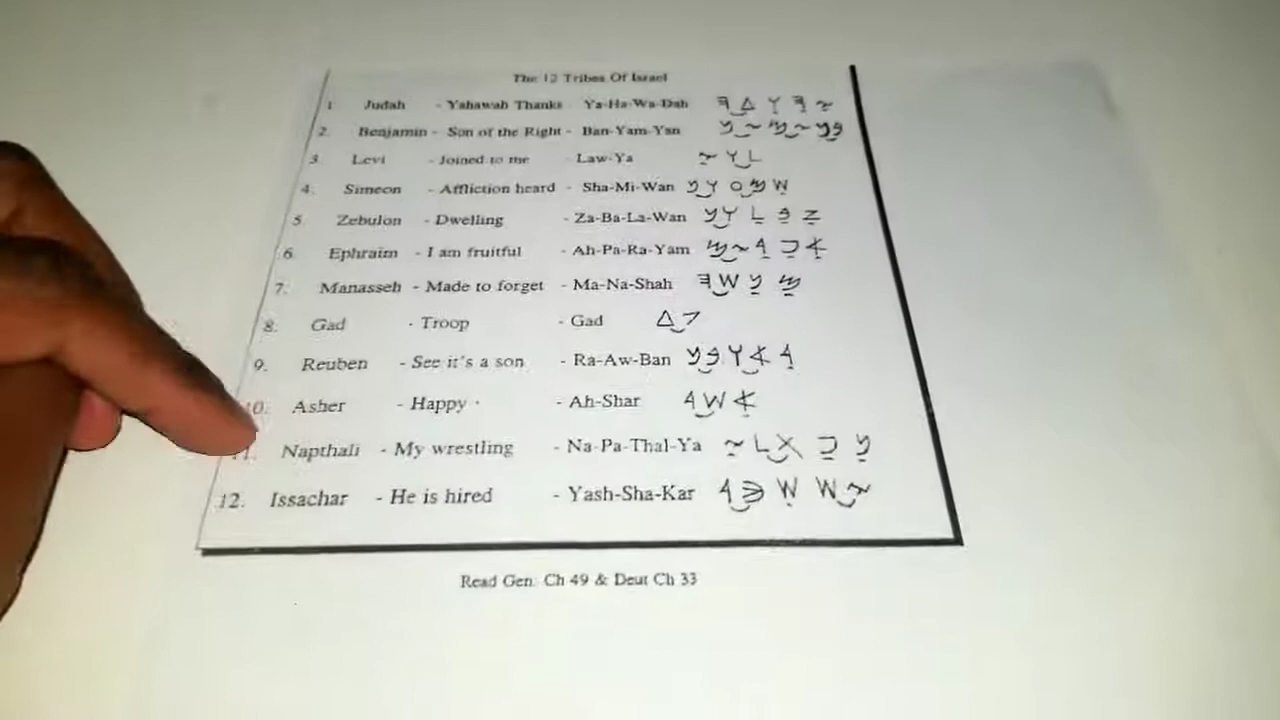 The 12 Tribes Of Israel
1 Judah - Yahawah Thanks Ya-Ha-Wa-Dah 𐤄𐤃𐤅𐤄𐤉
2. Benjamin - Son of the Right - Ban-Yam-Yan
3 Levi - Joined to me - Law-Ya
4. Simeon - Affliction heard - Sha-Mi-Wan
5. Zebulon - Dwelling - Za-Ba-La-Wan
6. Ephraim - I am fruitful - Ah-Pa-Ra-Yam
7. Manasseh - Made to forget - Ma-Na-Shah
8. Gad - Troop - Gad
9. Reuben - See it's a son - Ra-Aw-Ban
10. Asher - Happy - Ah-Shar
Napthali - My wrestling - Na-Pa-Thal-Ya
12. Issachar - He is hired - Yash-Sha-Kar
Read Gen. Ch 49 & Deut Ch 33